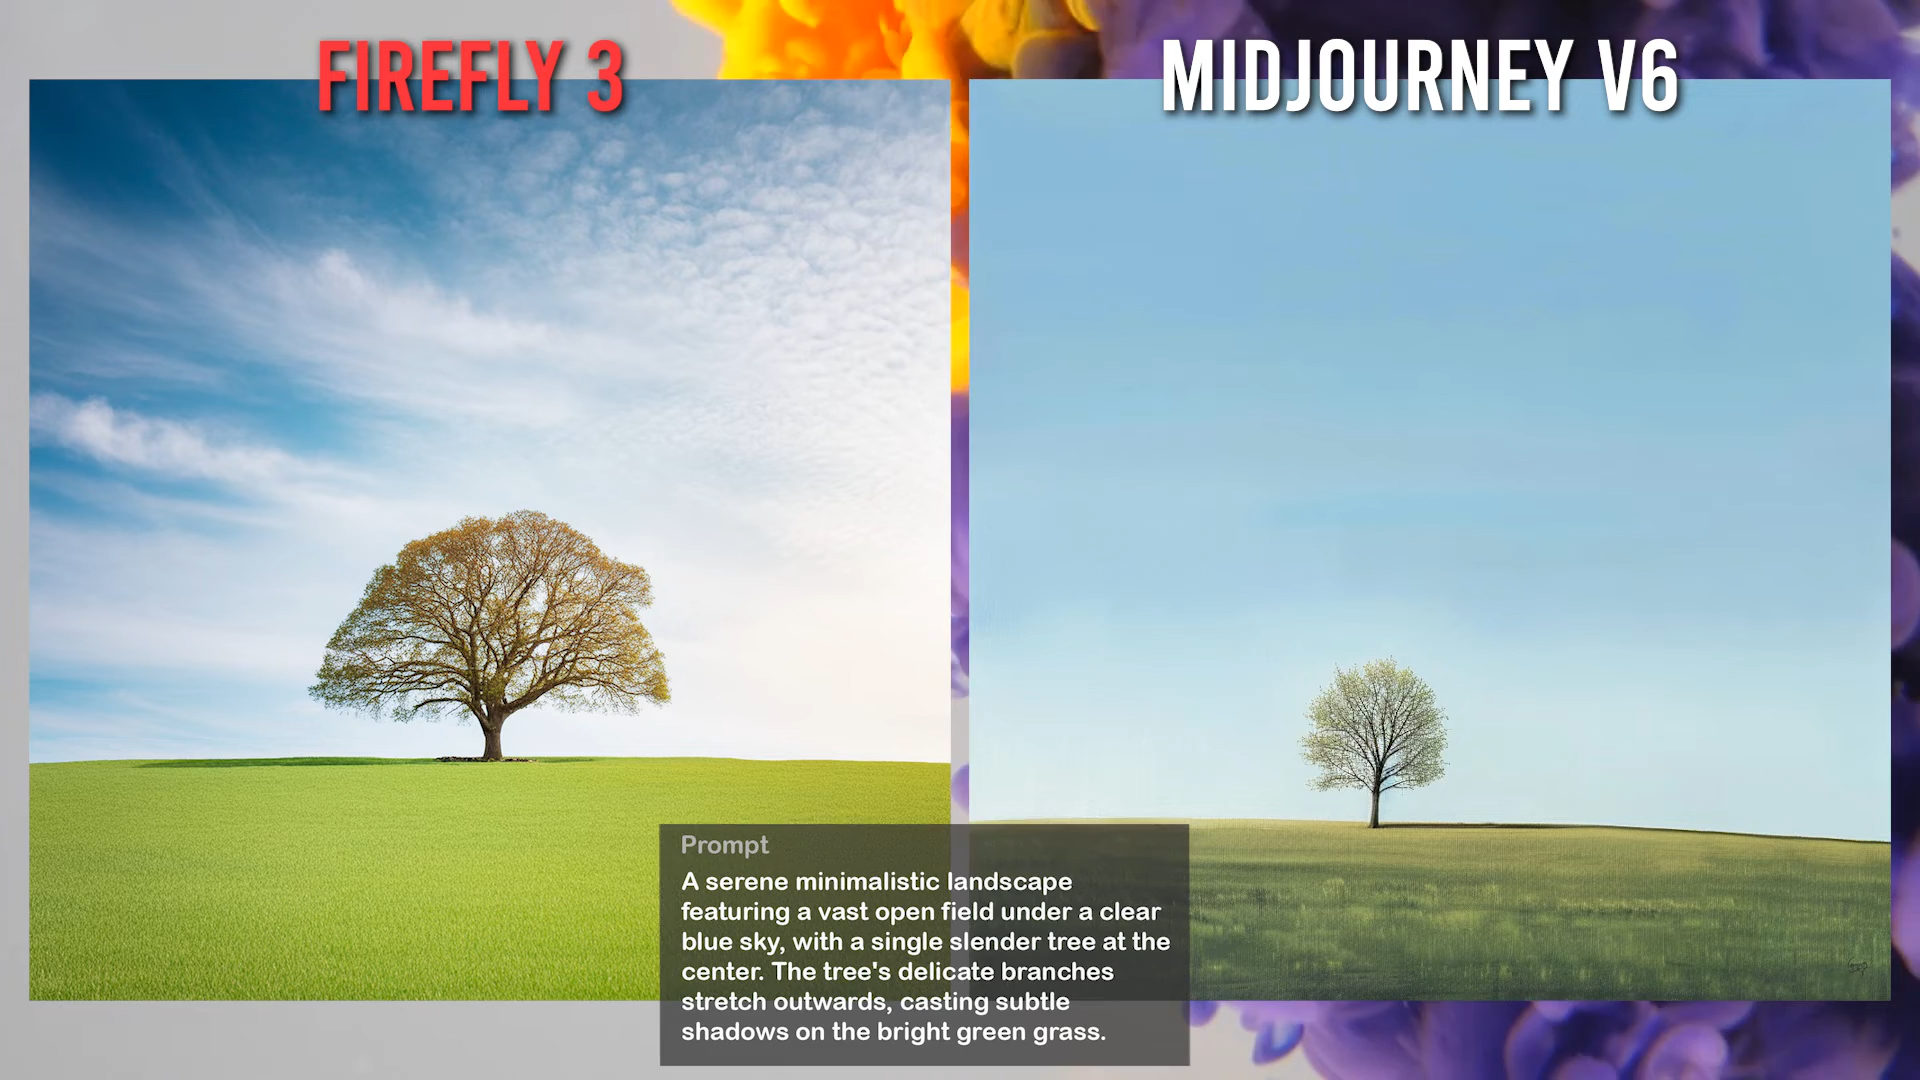 FIREFLY 3
MIDJOURNEY V6
Prompt
A serene minimalistic landscape
featuring a vast open field under a clear
blue sky, with a single slender tree at the
center. The tree's delicate branches
stretch outwards, casting subtle
shadows on the bright green grass.